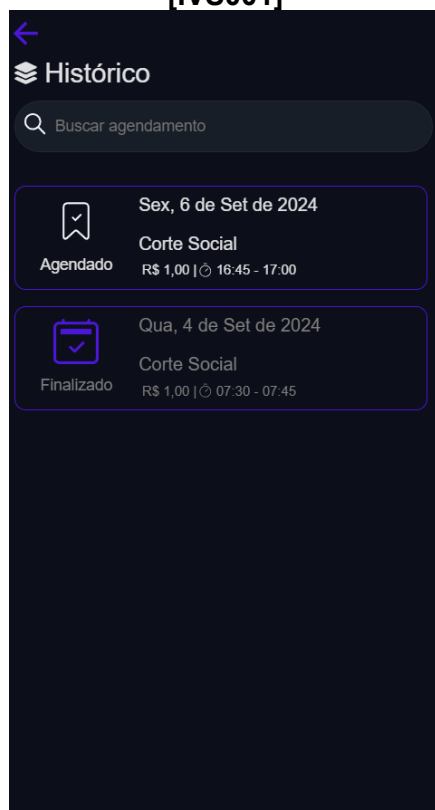 Histórico
Buscar agendamento
Sex, 6 de Set de 2024
Corte Social
Agendado
R$ 1,00 | 16:45 - 17:00
Qua, 4 de Set de 2024
Corte Social
Finalizado
R$ 1,00 | 07:30 - 07:45